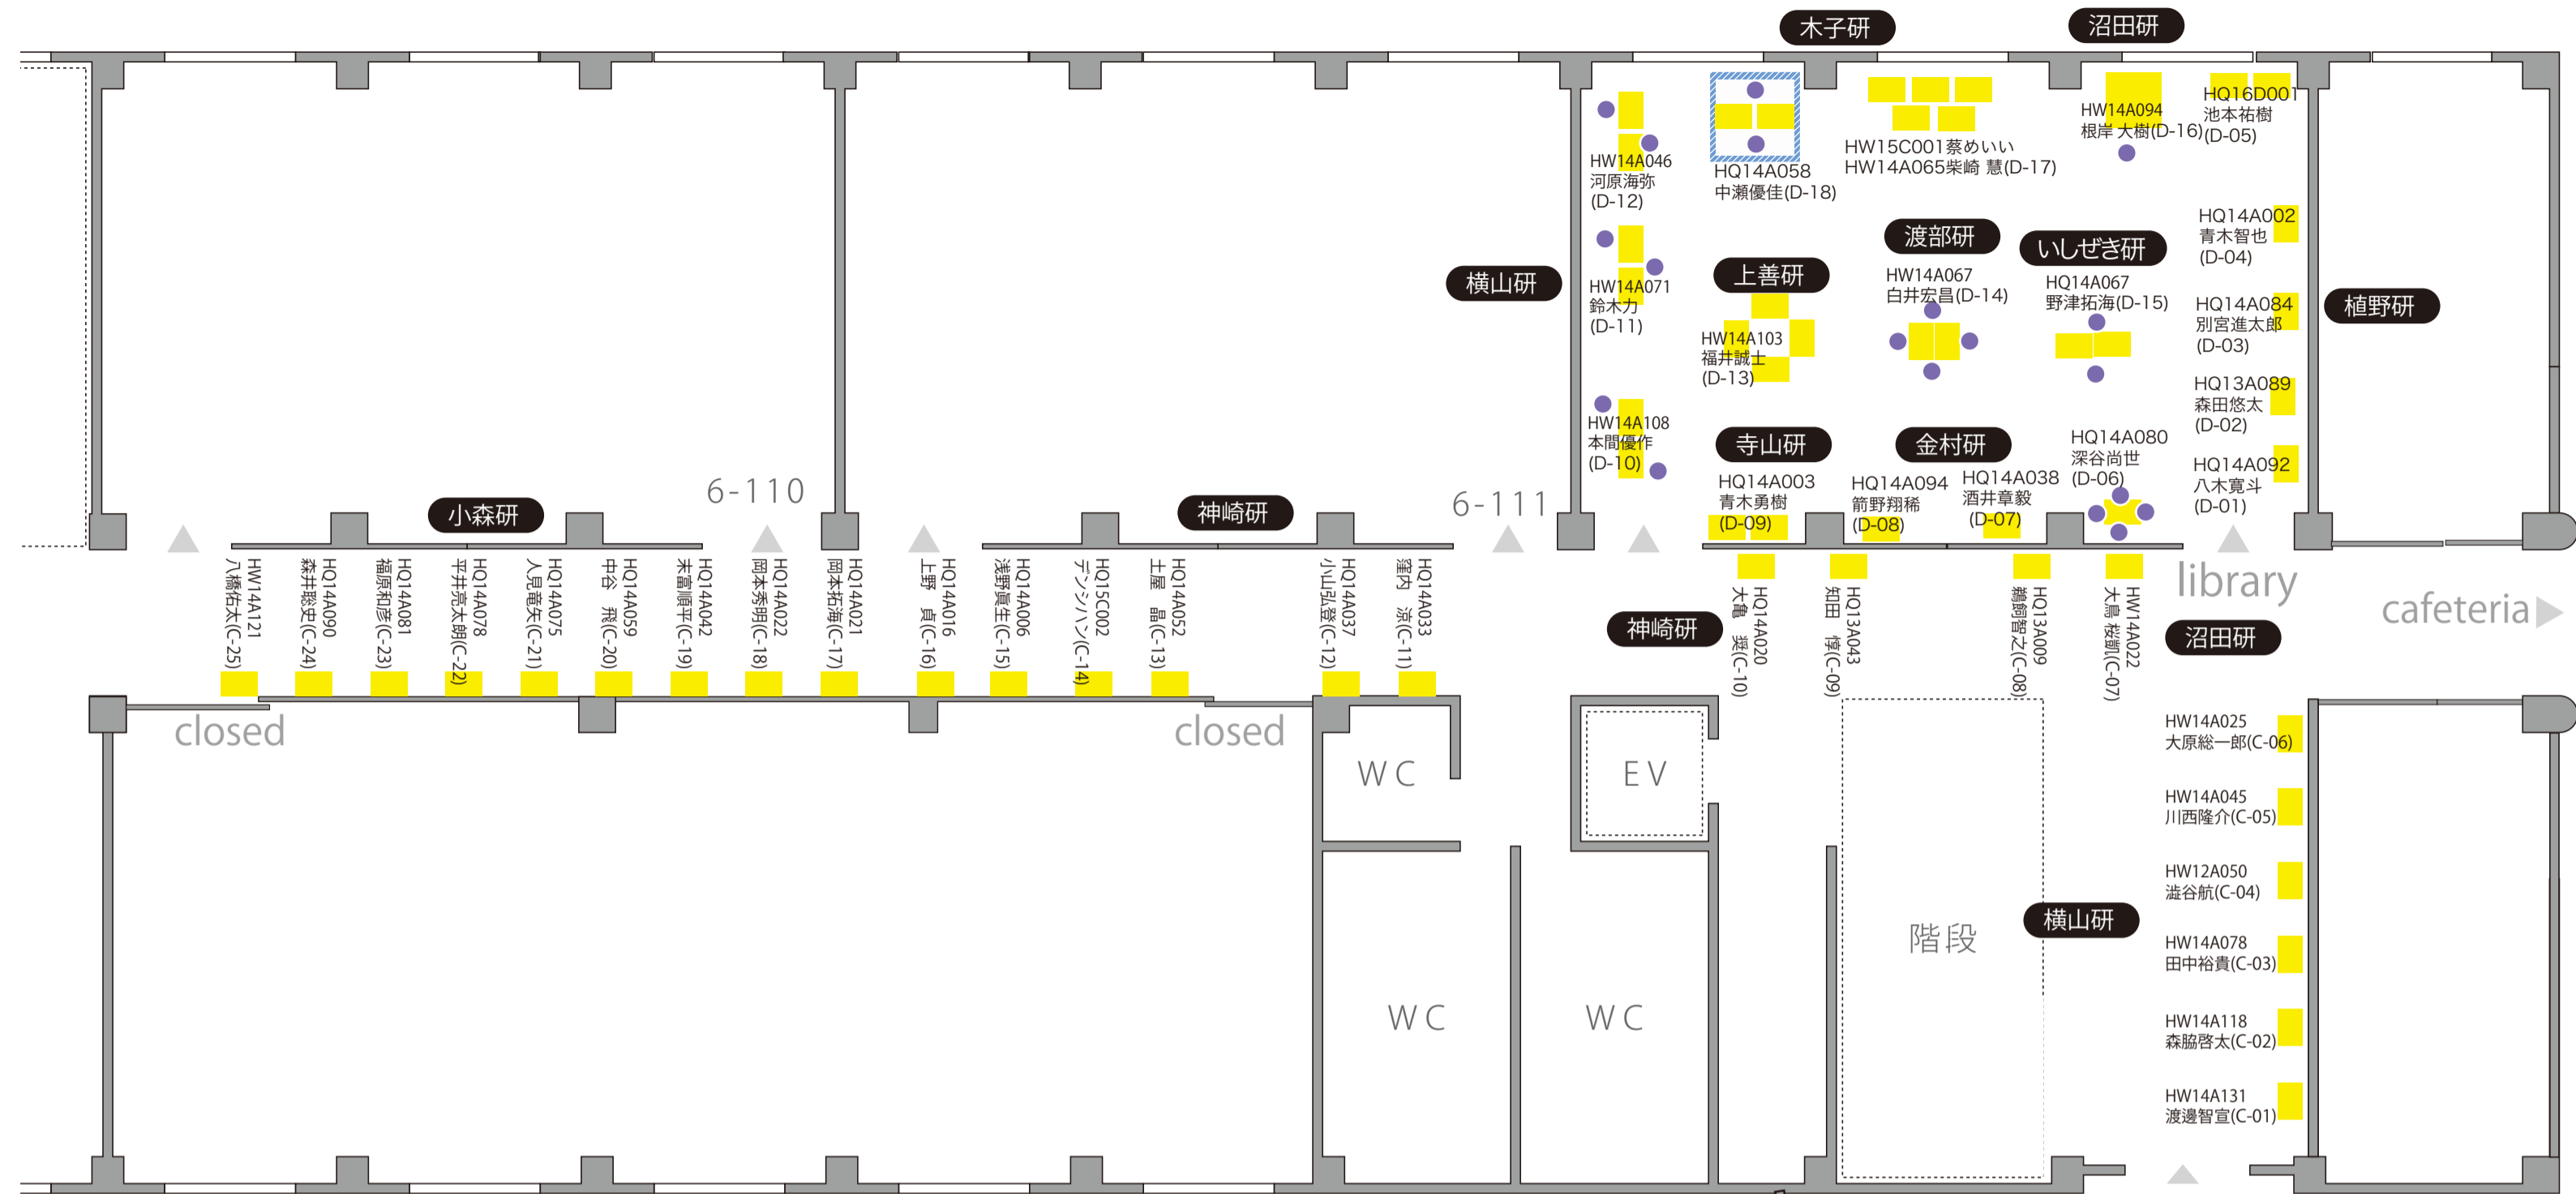 木子研
沼田研
HW14A046
河原海弥
(D-12)
HQ14A058
中瀬優佳(D-18)
HW15C001蔡めいい
HW14A065柴崎 慧(D-17)
HW14A094
根岸 大樹(D-16)
HQ16D001
池本祐樹
(D-05)
横山研
HW14A071
鈴木力
(D-11)
上善研
HW14A103
福井誠士
(D-13)
渡部研
HW14A067
白井宏昌(D-14)
いしぜき研
HQ14A067
野津拓海(D-15)
HQ14A002
青木智也
(D-04)
HQ14A084
別宮進太郎
(D-03)
植野研
HQ13A089
森田悠太
(D-02)
HW14A108
本間優作
(D-10)
寺山研
HQ14A003
青木勇樹
(D-09)
金村研
HQ14A094
箭野翔稀
(D-08)
HQ14A038
酒井章毅
(D-07)
HQ14A080
深谷尚世
(D-06)
HQ14A092
八木寛斗
(D-01)
小森研
6-110
神崎研
6-111
HW14A121
八橋佑太(C-25)
HQ14A090
森井聡史(C-24)
HQ14A081
福原和彦(C-23)
HQ14A078
平井亮太朗(C-22)
HQ14A075
人見竜矢(C-21)
HQ14A059
中谷 飛(C-20)
HQ14A042
末富順平(C-19)
HQ14A022
岡本秀明(C-18)
HQ14A021
岡本拓海(C-17)
HQ14A016
上野 貞(C-16)
HQ14A006
浅野眞生(C-15)
HQ15C002
デンシハン(C-14)
HQ14A052
土屋 晶(C-13)
HQ14A037
小山弘登(C-12)
HQ14A033
窪内 涼(C-11)
神崎研
HQ14A020
大亀 奨(C-10)
HQ13A043
知田 惇(C-09)
HQ13A009
鵜飼智之(C-08)
HW14A022
大鳥 桜凱(C-07)
library
cafeteria
沼田研
closed
closed
WC
EV
HW14A025
大原総一郎(C-06)
HW14A045
川西隆介(C-05)
HW12A050
澁谷航(C-04)
横山研
階段
HW14A078
田中裕貴(C-03)
WC
WC
HW14A118
森脇啓太(C-02)
HW14A131
渡邊智宣(C-01)